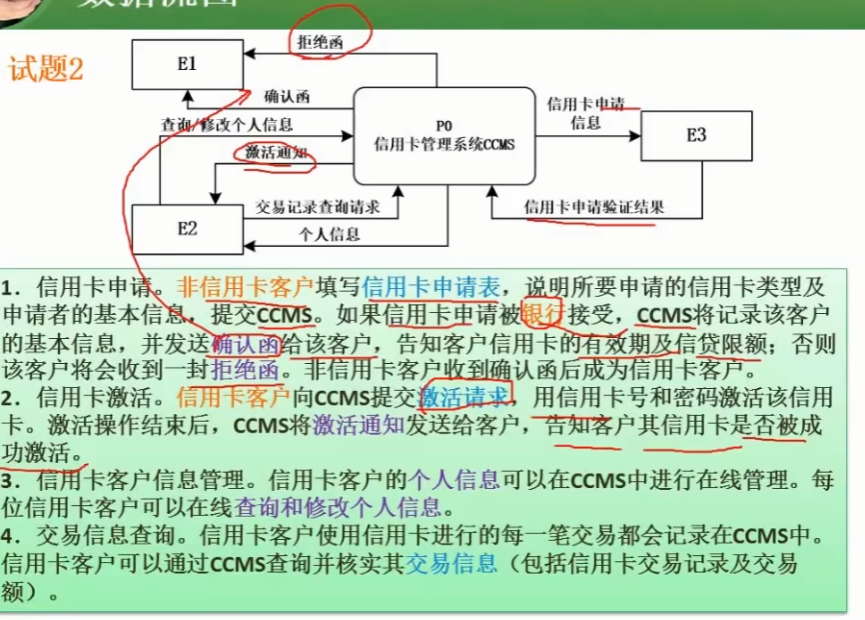 数据流图
试题2
E1
拒绝函
确认函
查询/修改个人信息
激活通知
P0
信用卡管理系统CCMS
信用卡申请
信息
E3
E2
交易记录查询请求
个人信息
信用卡申请验证结果
1．信用卡申请。非信用卡客户填写信用卡申请表，说明所要申请的信用卡类型及
申请者的基本信息，提交CCMS。如果信用卡申请被银行接受，CCMS将记录该客户
的基本信息，并发送确认函给该客户，告知客户信用卡的有效期及信贷限额；否则
该客户将会收到一封拒绝函。非信用卡客户收到确认函后成为信用卡客户。
2．信用卡激活。信用卡客户向CCMS提交激活请求，用信用卡号和密码激活该信用
卡。激活操作结束后，CCMS将激活通知发送给客户，告知客户其信用卡是否被成
功激活。
3．信用卡客户信息管理。信用卡客户的个人信息可以在CCMS中进行在线管理。每
位信用卡客户可以在线查询和修改个人信息。
4．交易信息查询。信用卡客户使用信用卡进行的每一笔交易都会记录在CCMS中。
信用卡客户可以通过CCMS查询并核实其交易信息（包括信用卡交易记录及交易
额）。